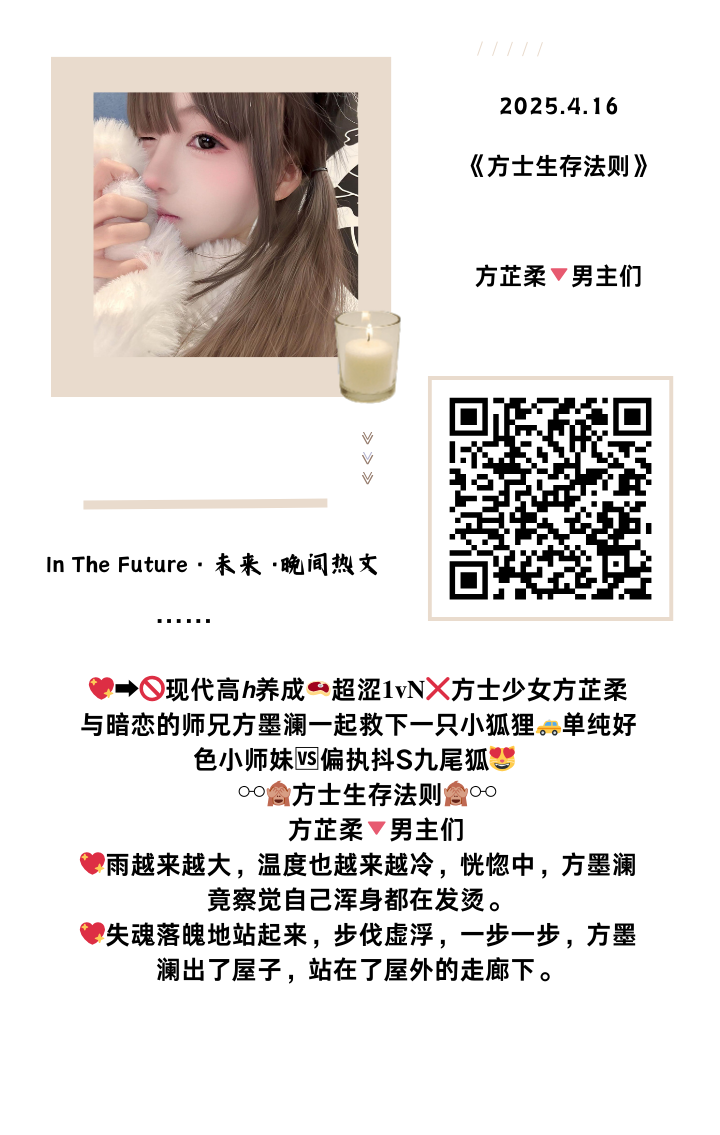 / / / / /
2025.4.16
《方士生存法则》
方芷柔🔻男主们
In The Future · 未来 ·晚间热文
······
💖➡🚫现代高h养成🥩超涩1vN❌方士少女方芷柔
与暗恋的师兄方墨澜一起救下一只小狐狸🚕单纯好
色小师妹🆚偏执抖S九尾狐😻
👓🙈方士生存法则🙈👓
方芷柔🔻男主们
💖雨越来越大，温度也越来越冷，恍惚中，方墨澜
竟察觉自己浑身都在发烫。
💖失魂落魄地站起来，步伐虚浮，一步一步，方墨
澜出了屋子，站在了屋外的走廊下。